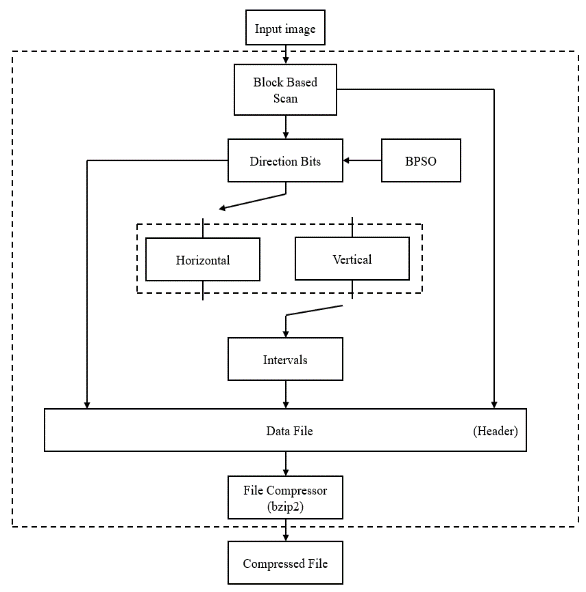 Input image
Block Based
Scan
Direction Bits
BPSO
Horizontal
Vertical
Intervals
Data File
(Header)
File Compressor
(bzip2)
Compressed File